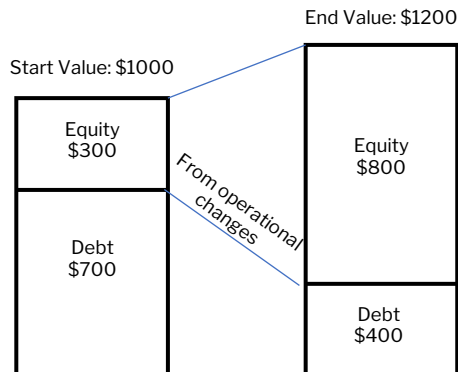 End Value: $1200
Start Value: $1000
Equity
$300
Equity
$800
From operational
changes
Debt
$700
Debt
$400